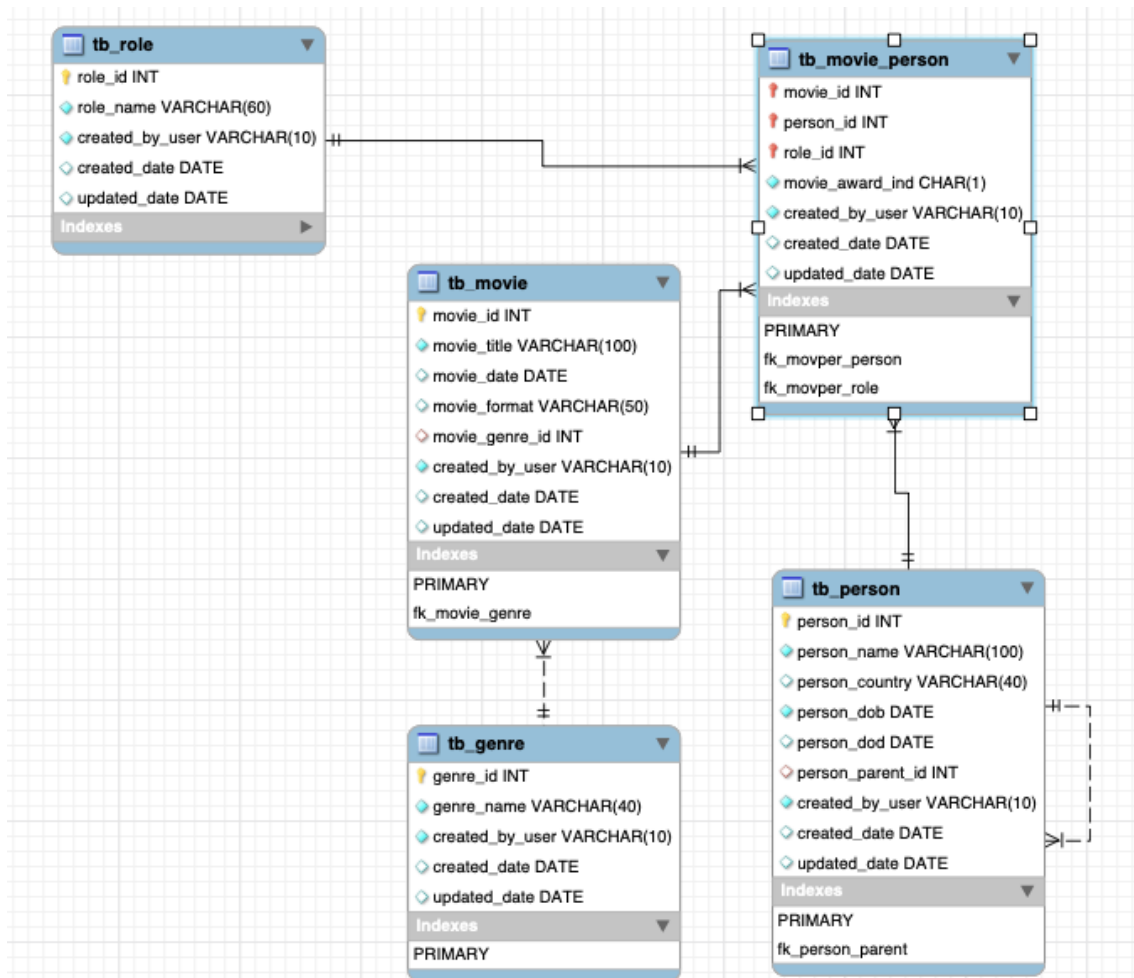 tb_role
role_id INT
role_name VARCHAR(60)
created_by_user VARCHAR(10)
created_date DATE
updated_date DATE
Indexes
tb_movie_person
movie_id INT
person_id INT
role_id INT
movie_award_ind CHAR(1)
created_by_user VARCHAR(10)
created_date DATE
updated_date DATE
Indexes
PRIMARY
fk_movper_person
fk_movper_role
tb_movie
movie_id INT
movie_title VARCHAR(100)
movie_date DATE
movie_format VARCHAR(50)
movie_genre_id INT
created_by_user VARCHAR(10)
created_date DATE
updated_date DATE
Indexes
PRIMARY
fk_movie_genre
tb_person
person_id INT
person_name VARCHAR(100)
person_country VARCHAR(40)
person_dob DATE
person_dod DATE
person_parent_id INT
created_by_user VARCHAR(10)
created_date DATE
updated_date DATE
Indexes
PRIMARY
fk_person_parent
tb_genre
genre_id INT
genre_name VARCHAR(40)
created_by_user VARCHAR(10)
created_date DATE
updated_date DATE
Indexes
PRIMARY